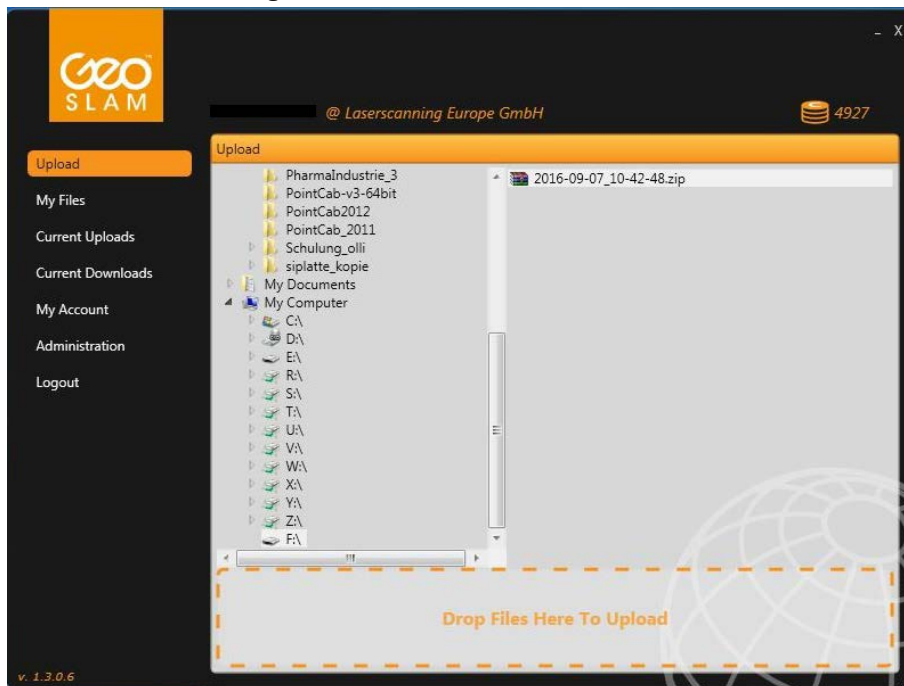 - X
GEO
SLAM
@ Laserscanning Europe GmbH
4927
Upload
My Files
Current Uploads
Current Downloads
My Account
Administration
Logout
Upload
PharmaIndustrie_3
PointCab-v3-64bit
PointCab2012
PointCab_2011
Schulung_olli
siplatte_kopie
My Documents
My Computer
C:\
D:\
E:\
R:\
S:\
T:\
U:\
V:\
W:\
X:\
Y:\
Z:\
F:\
2016-09-07_10-42-48.zip
Drop Files Here To Upload
v. 1.3.0.6